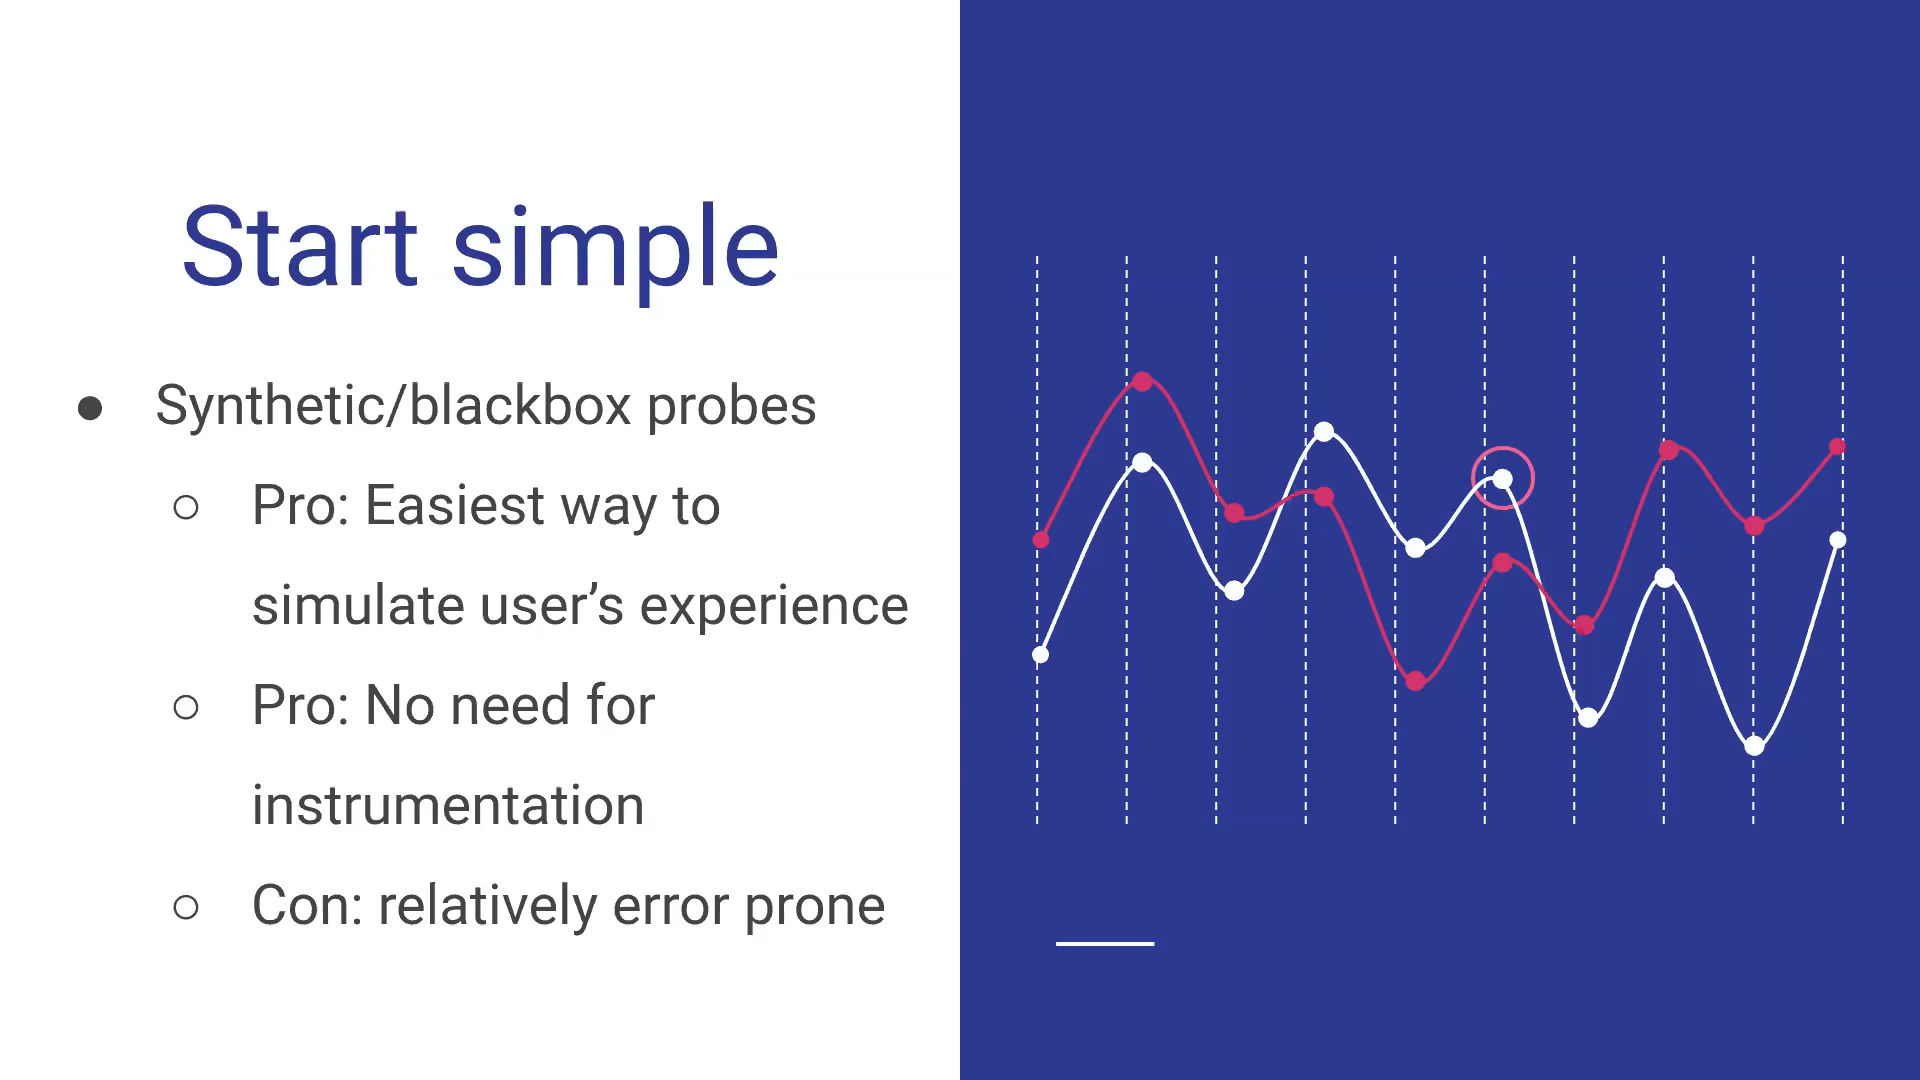 Start simple
● Synthetic/blackbox probes
○ Pro: Easiest way to
simulate user’s experience
○ Pro: No need for
instrumentation
○ Con: relatively error prone